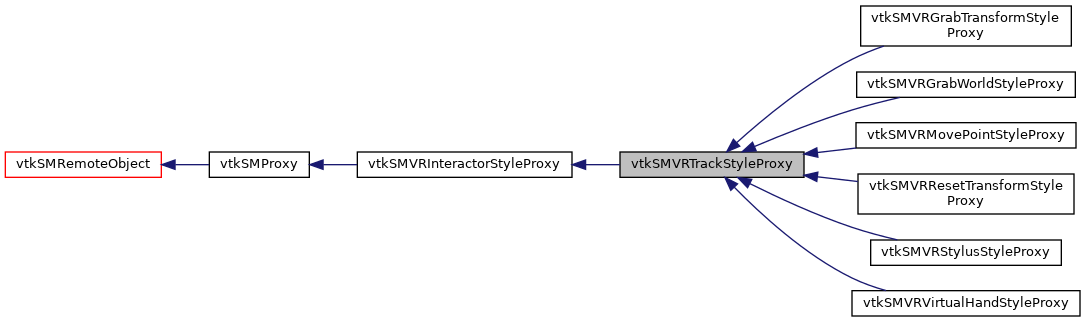 vtkSMRemoteObject
vtkSMProxy
vtkSMVRInteractorStyleProxy
vtkSMVRTrackStyleProxy
vtkSMVRGrabTransformStyle
Proxy
vtkSMVRGrabWorldStyleProxy
vtkSMVRMovePointStyleProxy
vtkSMVRResetTransformStyle
Proxy
vtkSMVRStylusStyleProxy
vtkSMVRVirtualHandStyleProxy